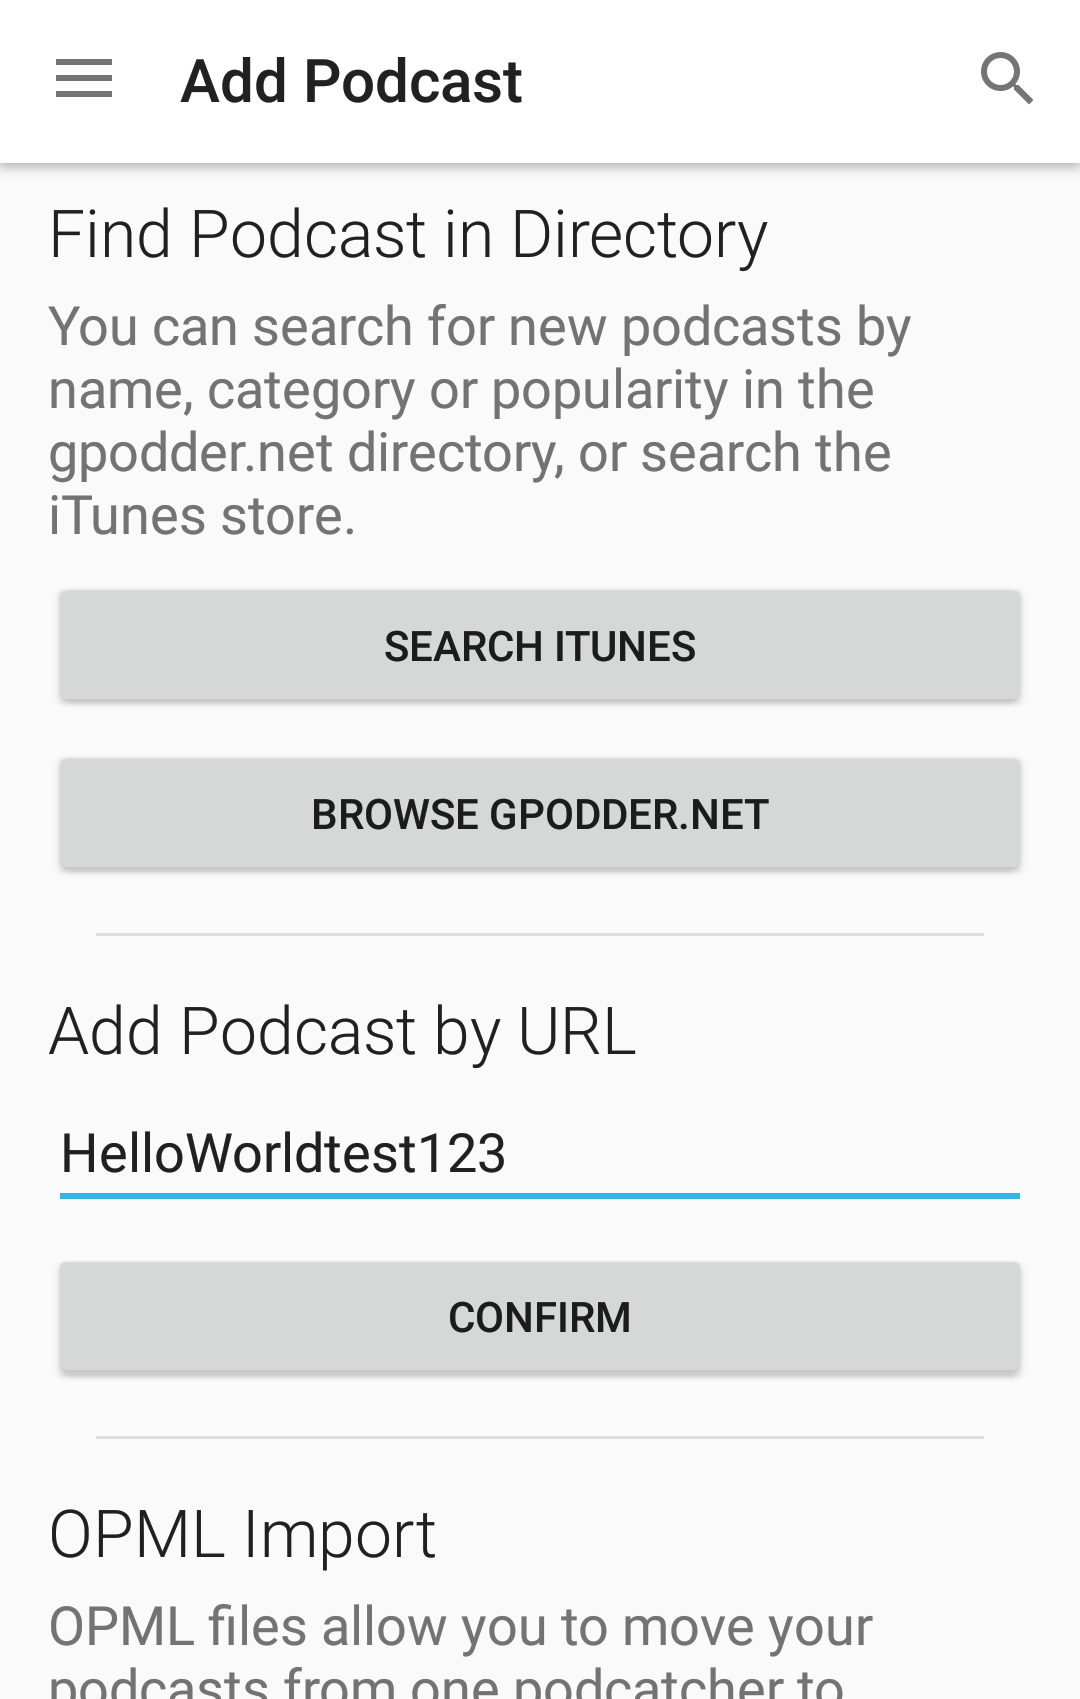 Add Podcast
Find Podcast in Directory
You can search for new podcasts by
name, category or popularity in the
gpodder.net directory, or search the
iTunes store.
SEARCH ITUNES
BROWSE GPODDER.NET
Add Podcast by URL
HelloWorldtest123
CONFIRM
OPML Import
OPML files allow you to move your
podcasts from one podcatcher to